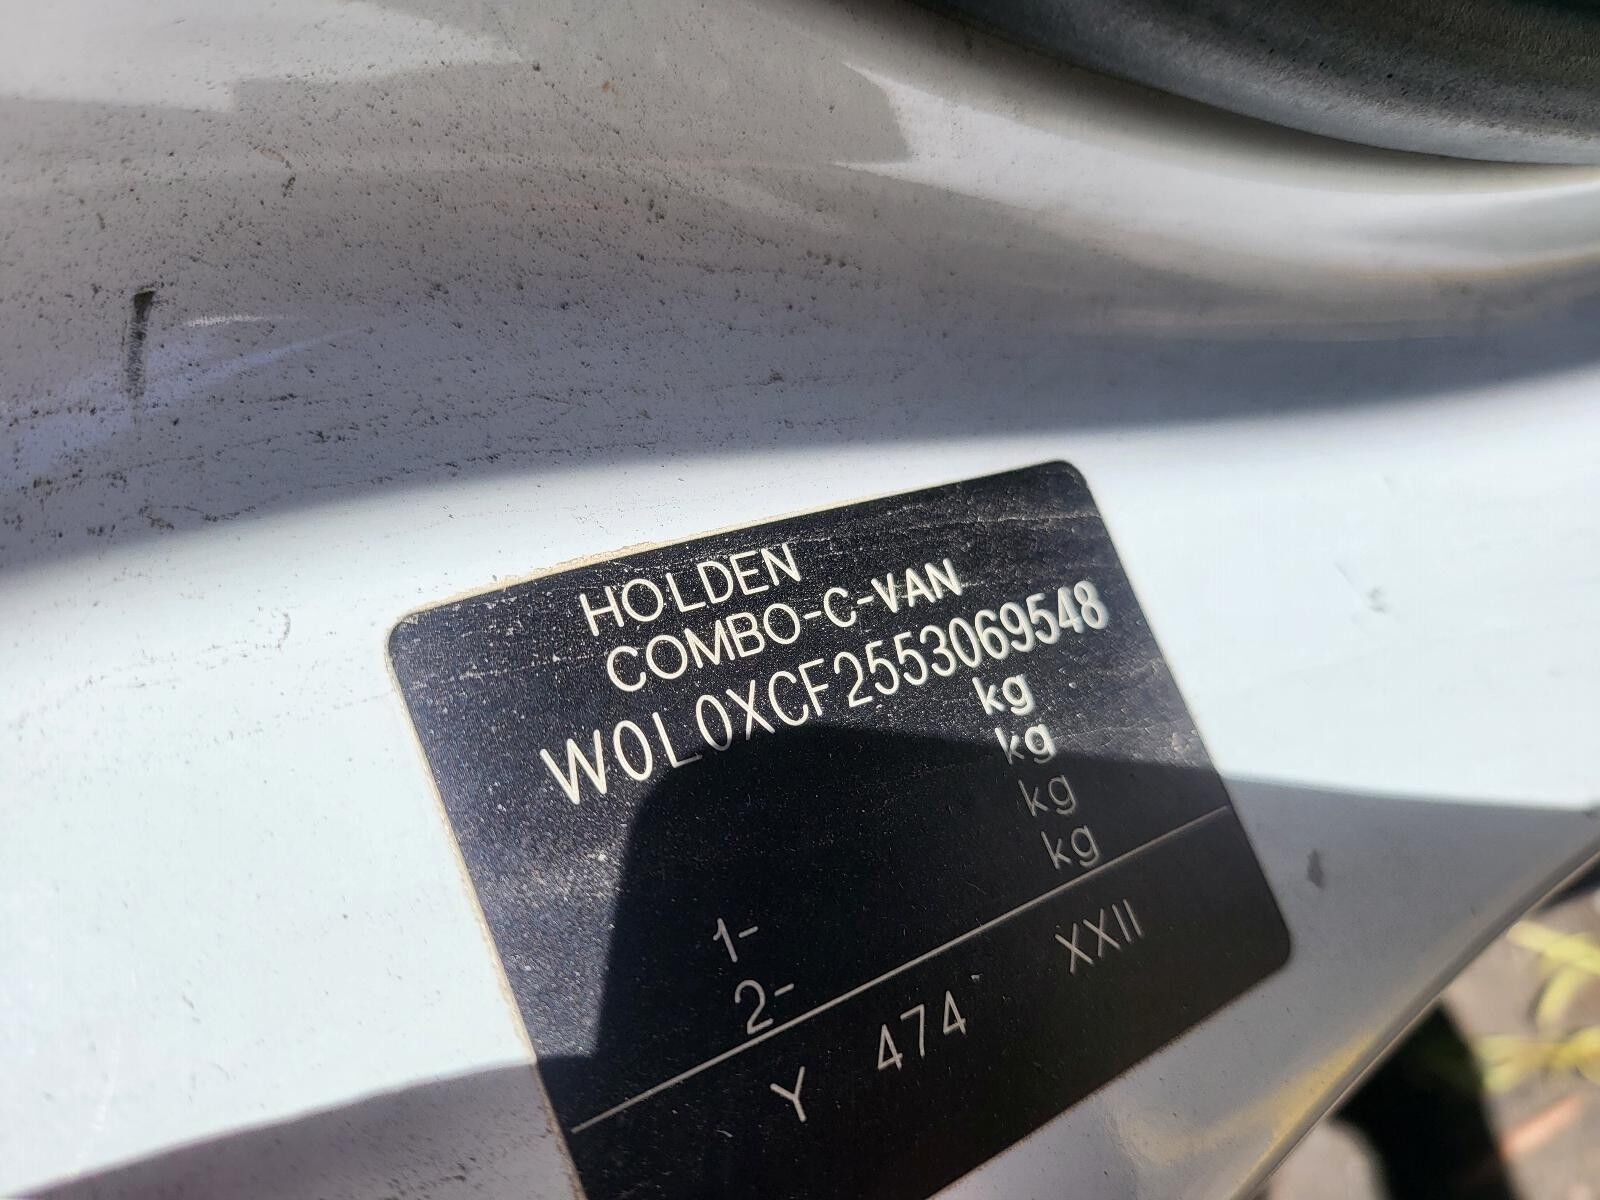 HOLDEN
COMBO-C-VAN
W0L0XCF2553069548
kg
kg
kg
kg
1-
2-
Y 474 XXII